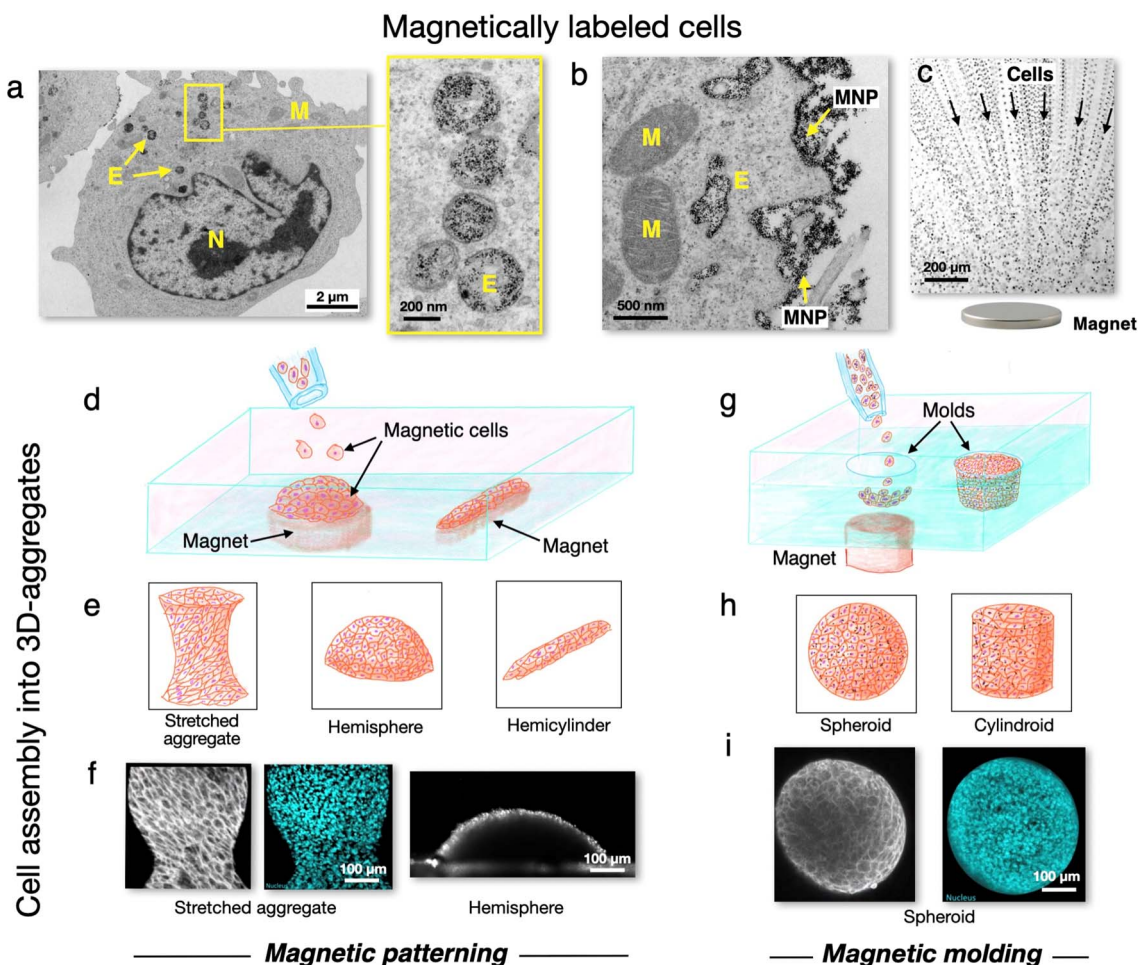 Magnetically labeled cells
a
M
E
N
2 µm
E
200 nm
b
MNP
M
E
M
MNP
500 nm
c
Cells
200 µm
Magnet
Cell assembly into 3D-aggregates
d
Magnetic cells
Magnet
Magnet
g
Molds
Magnet
e
Stretched
aggregate
Hemisphere
Hemicylinder
h
Spheroid
Cylindroid
f
Nucleus
100 µm
100 µm
Stretched aggregate
Hemisphere
i
Nucleus
100 µm
Spheroid
Magnetic patterning
Magnetic molding